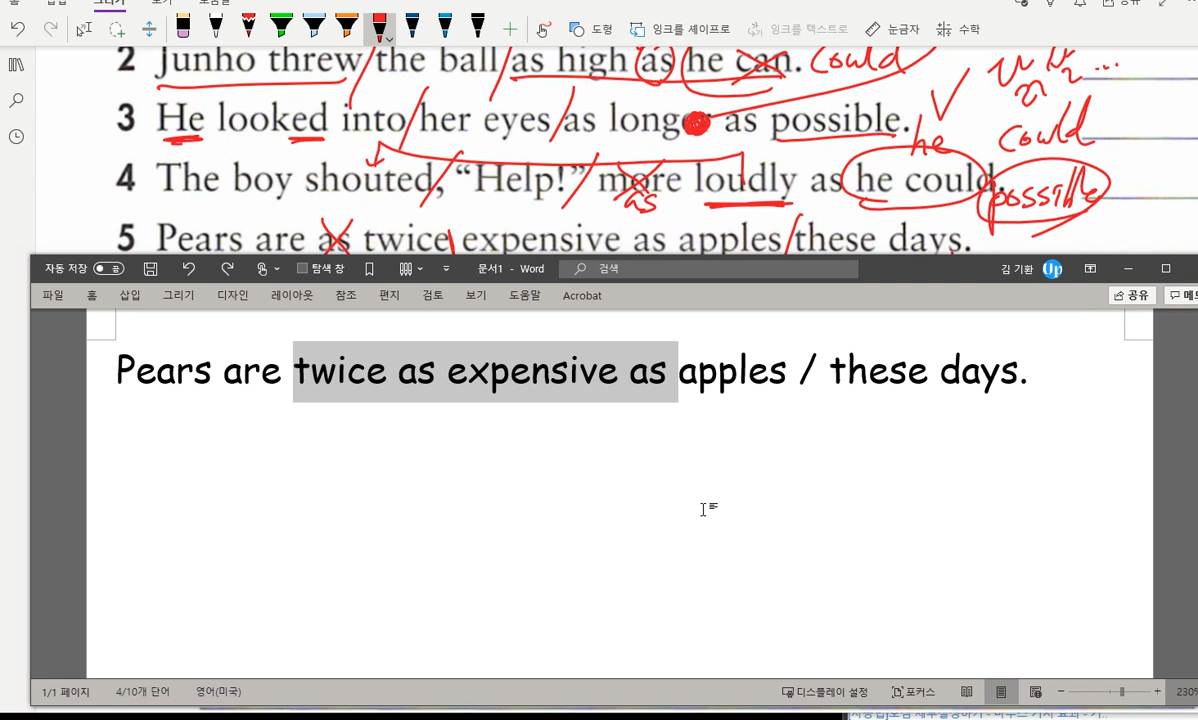 그리기
도형
잉크를 셰이프로
잉크를 텍스트로
눈금자
수학
2 Junho threw / the ball / as high as he can. could
3 He looked into / her eyes / as long as possible. he could
4 The boy shouted, / “Help!” / more loudly as he could. possible
as
5 Pears are as twice expensive as apples / these days.
자동 저장 끔 탐색 창 문서1 - Word 검색 김 기환 Up
파일 홈 삽입 그리기 디자인 레이아웃 참조 편지 검토 보기 도움말 Acrobat 공유 메
Pears are twice as expensive as apples / these days.
1/1 페이지 4/10개 단어 영어(미국) 디스플레이 설정 포커스 230%